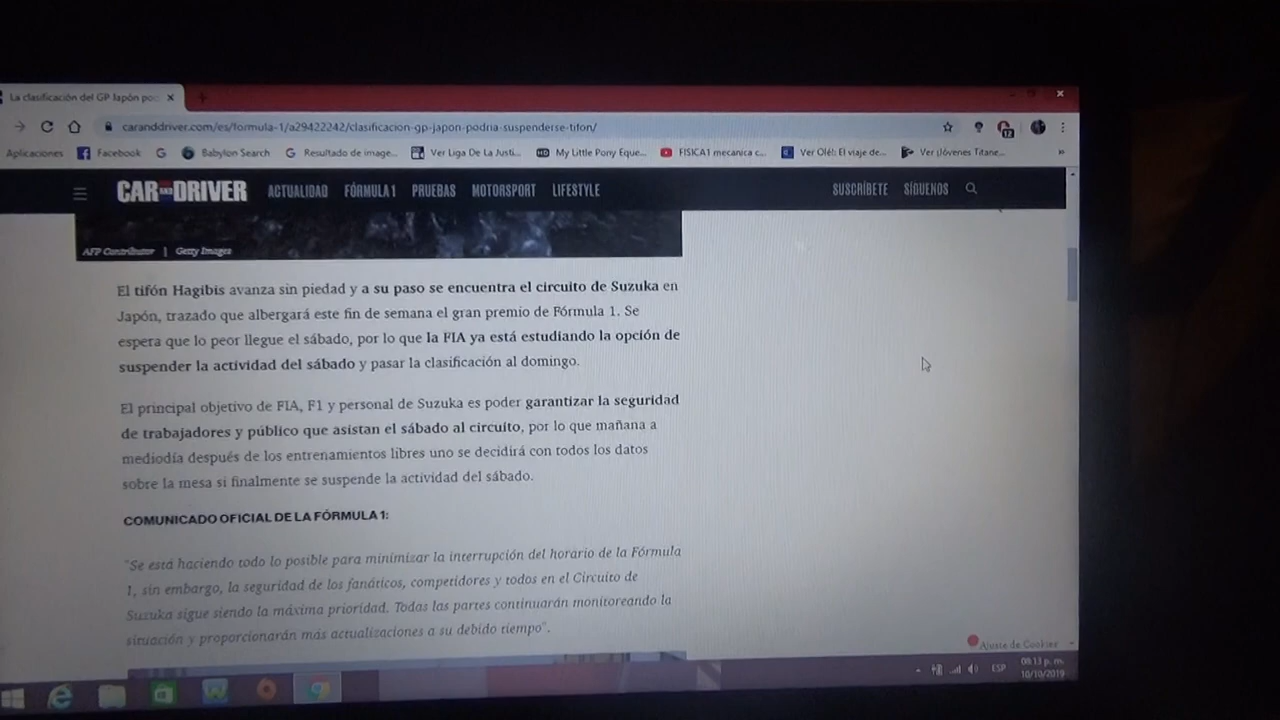 La clasificación del GP Japón po
caranddriver.com/es/formula-1/a29422242/clasificacion-gp-japon-podria-suspenderse-tifon/
Aplicaciones Facebook Babylon Search Resultado de image... Ver Liga De La Justi... My Little Pony Eque... FISICA1 mecanica c... Ver Olé!: El viaje de... Ver ¡Jóvenes Titane... »
CAR AND DRIVER ACTUALIDAD FÓRMULA 1 PRUEBAS MOTORSPORT LIFESTYLE SUSCRÍBETE SÍGUENOS
AFP Contributor | Getty Images
El tifón Hagibis avanza sin piedad y a su paso se encuentra el circuito de Suzuka en
Japón, trazado que albergará este fin de semana el gran premio de Fórmula 1. Se
espera que lo peor llegue el sábado, por lo que la FIA ya está estudiando la opción de
suspender la actividad del sábado y pasar la clasificación al domingo.
El principal objetivo de FIA, F1 y personal de Suzuka es poder garantizar la seguridad
de trabajadores y público que asistan el sábado al circuito, por lo que mañana a
mediodía después de los entrenamientos libres uno se decidirá con todos los datos
sobre la mesa si finalmente se suspende la actividad del sábado.
COMUNICADO OFICIAL DE LA FÓRMULA 1:
"Se está haciendo todo lo posible para minimizar la interrupción del horario de la Fórmula
1, sin embargo, la seguridad de los fanáticos, competidores y todos en el Circuito de
Suzuka sigue siendo la máxima prioridad. Todas las partes continuarán monitoreando la
situación y proporcionarán más actualizaciones a su debido tiempo".
Ajuste de Cookies
ESP
08:13 p. m.
10/10/2019